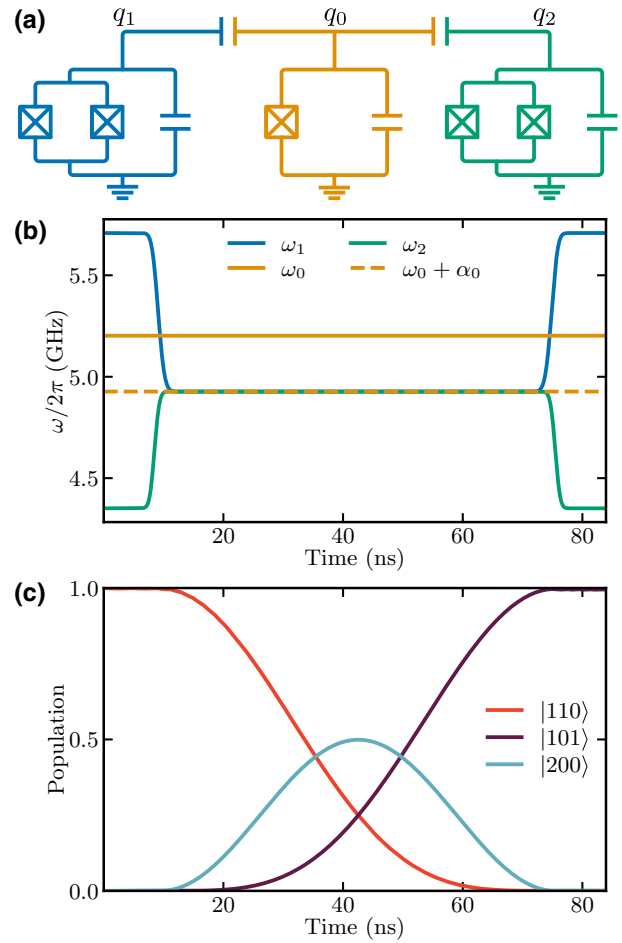 (a)
q₁ q₀ q₂
(b)
ω₁ ω₂
ω₀ ω₀ + α₀
5.5
5.0
4.5
ω/2π (GHz)
20 40 60 80
Time (ns)
(c)
1.0
0.5
0.0
Population
|110⟩
|101⟩
|200⟩
0 20 40 60 80
Time (ns)